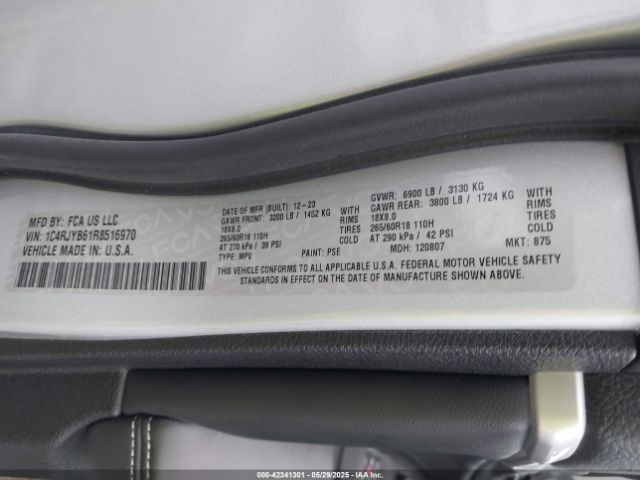 MFD BY: FCA US LLC
VIN: 1C4RJYB61R8516970
VEHICLE MADE IN: U.S.A.
DATE OF MFR (BUILT): 12-23
GAWR FRONT: 3200 LB / 1452 KG WITH
18X8.0 RIMS
265/60R18 110H TIRES
AT 270 kPa / 39 PSI COLD
TYPE: MPV PAINT: PSE
GVWR: 6900 LB / 3130 KG
GAWR REAR: 3800 LB / 1724 KG WITH
18X8.0 RIMS
265/60R18 110H TIRES
AT 290 kPa / 42 PSI COLD
MDH: 120807 MKT: 875
THIS VEHICLE CONFORMS TO ALL APPLICABLE U.S.A. FEDERAL MOTOR VEHICLE SAFETY
STANDARDS IN EFFECT ON THE DATE OF MANUFACTURE SHOWN ABOVE.
00-42341301 - 05/29/2025 - IAAI.com